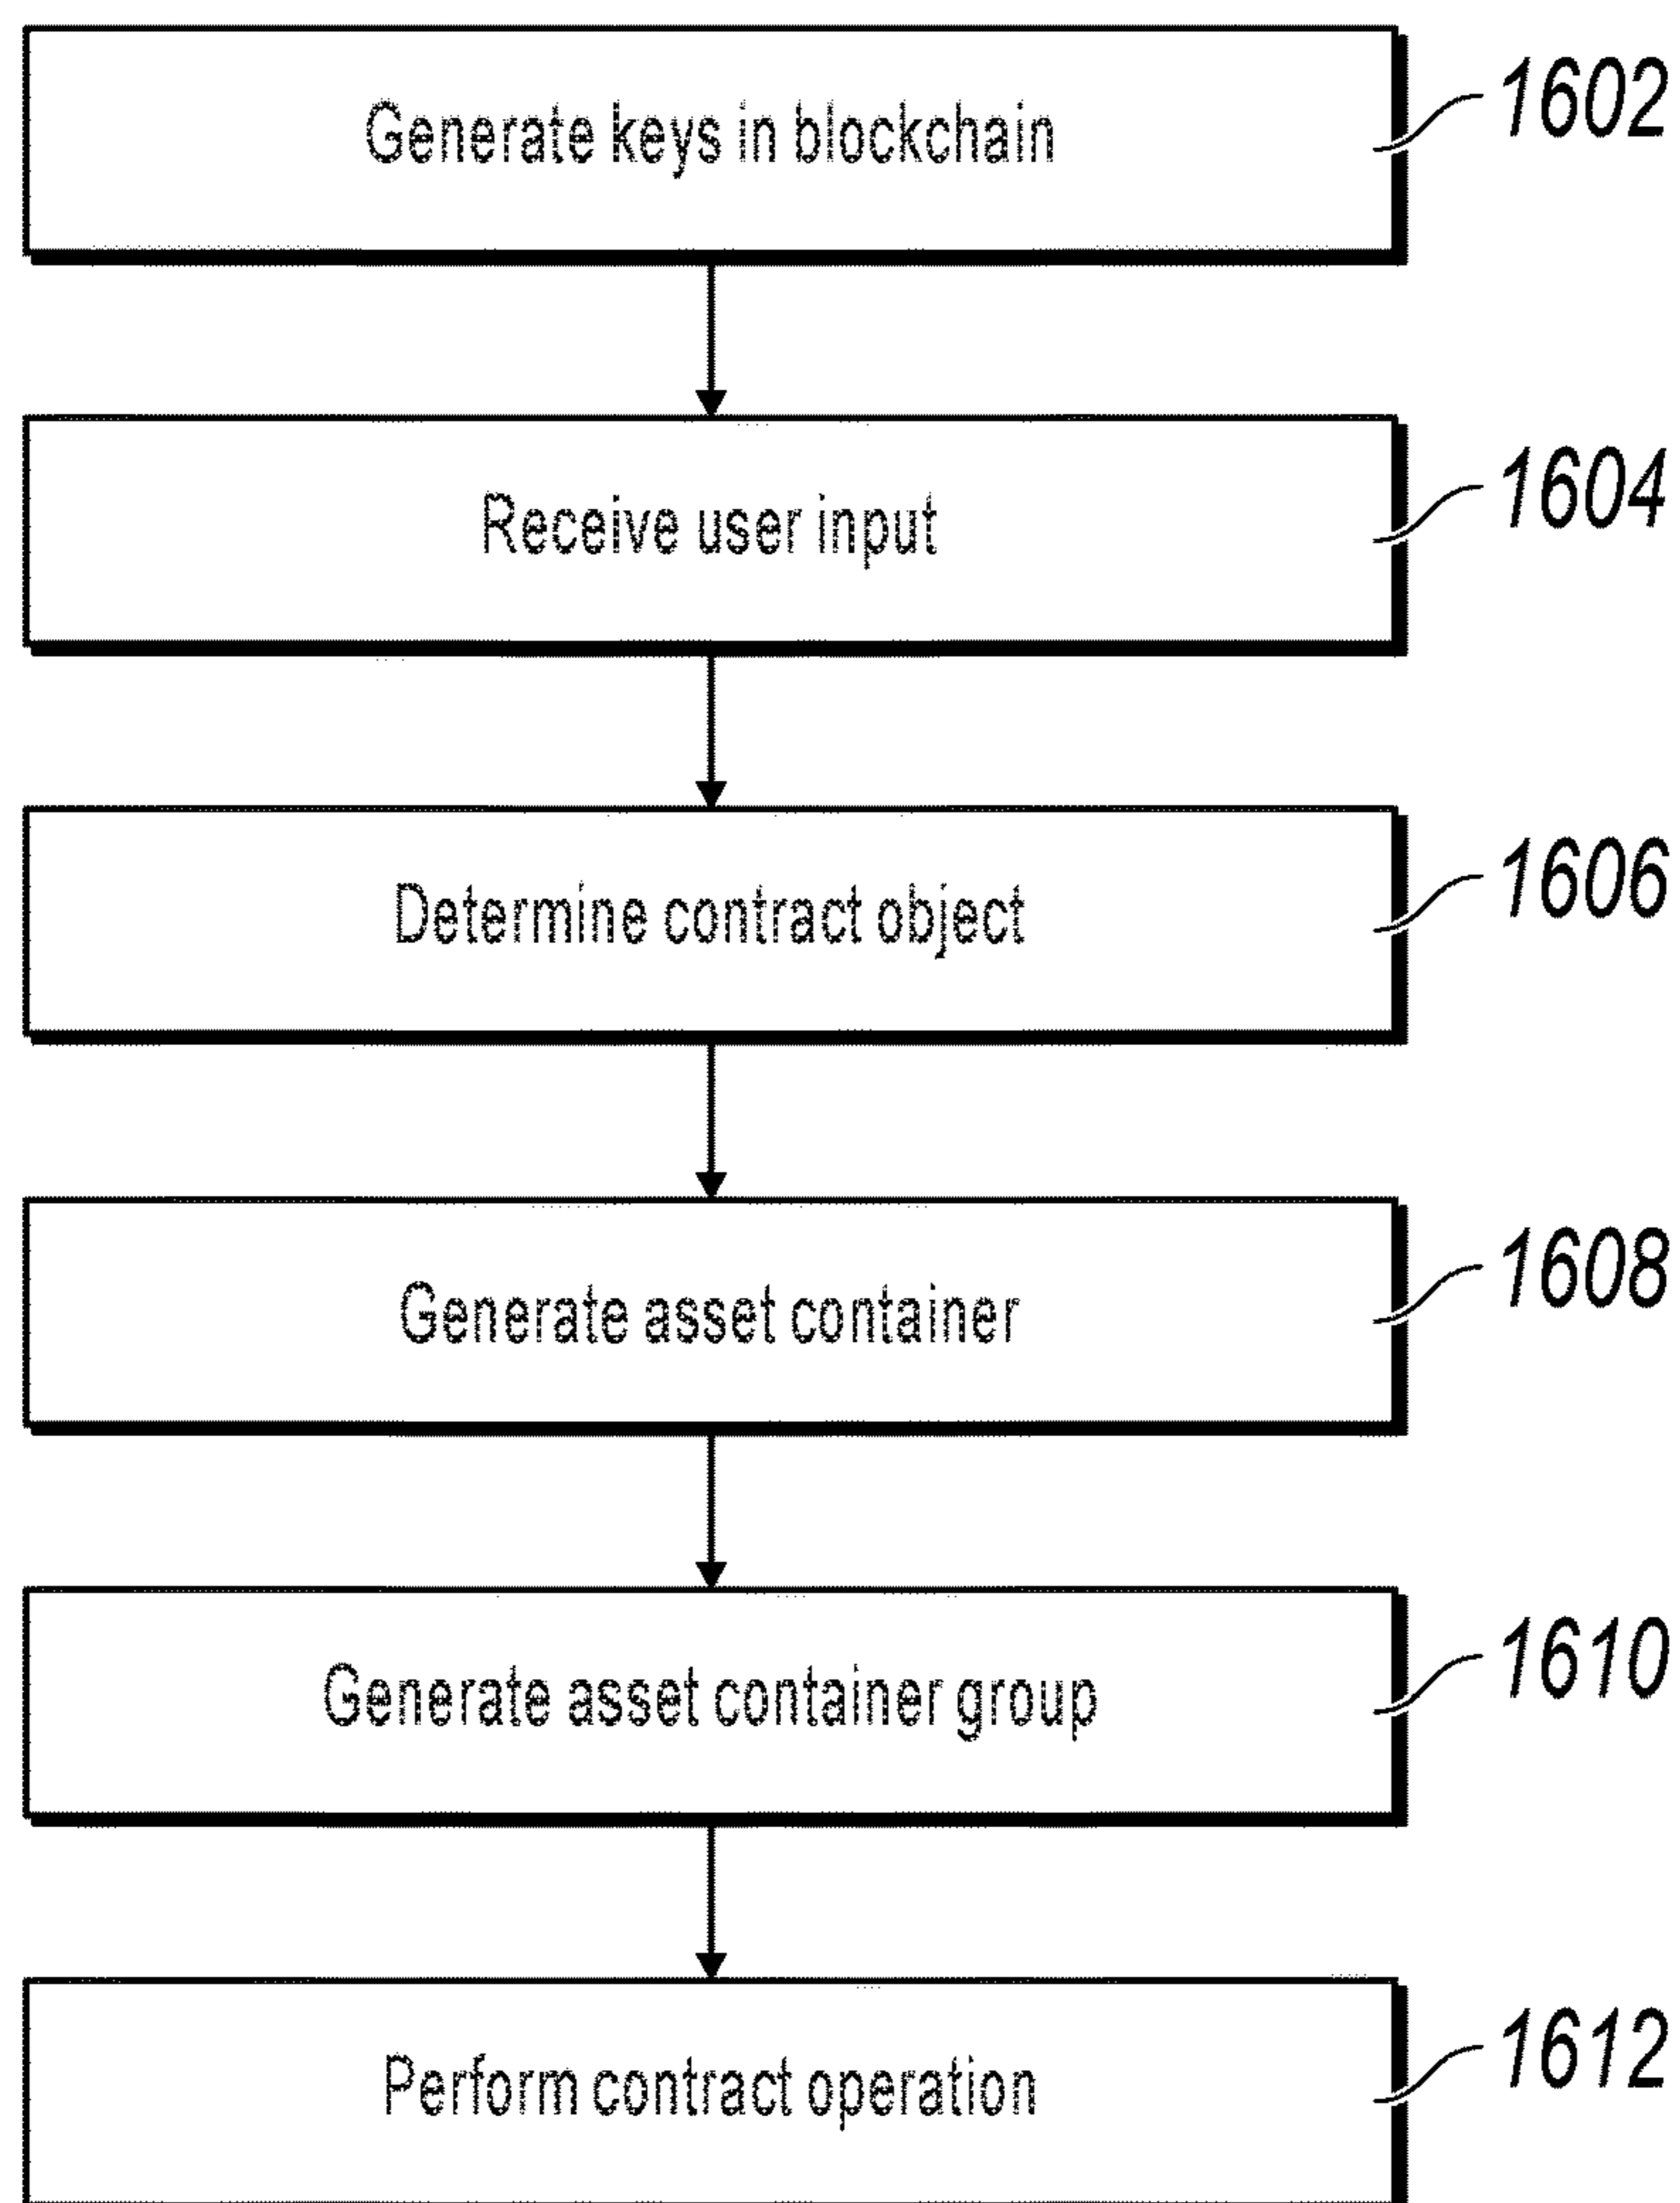 Generate keys in blockchain
1602
Receive user input
1604
Determine contract object
1606
Generate asset container
1608
Generate asset container group
1610
Perform contract operation
1612